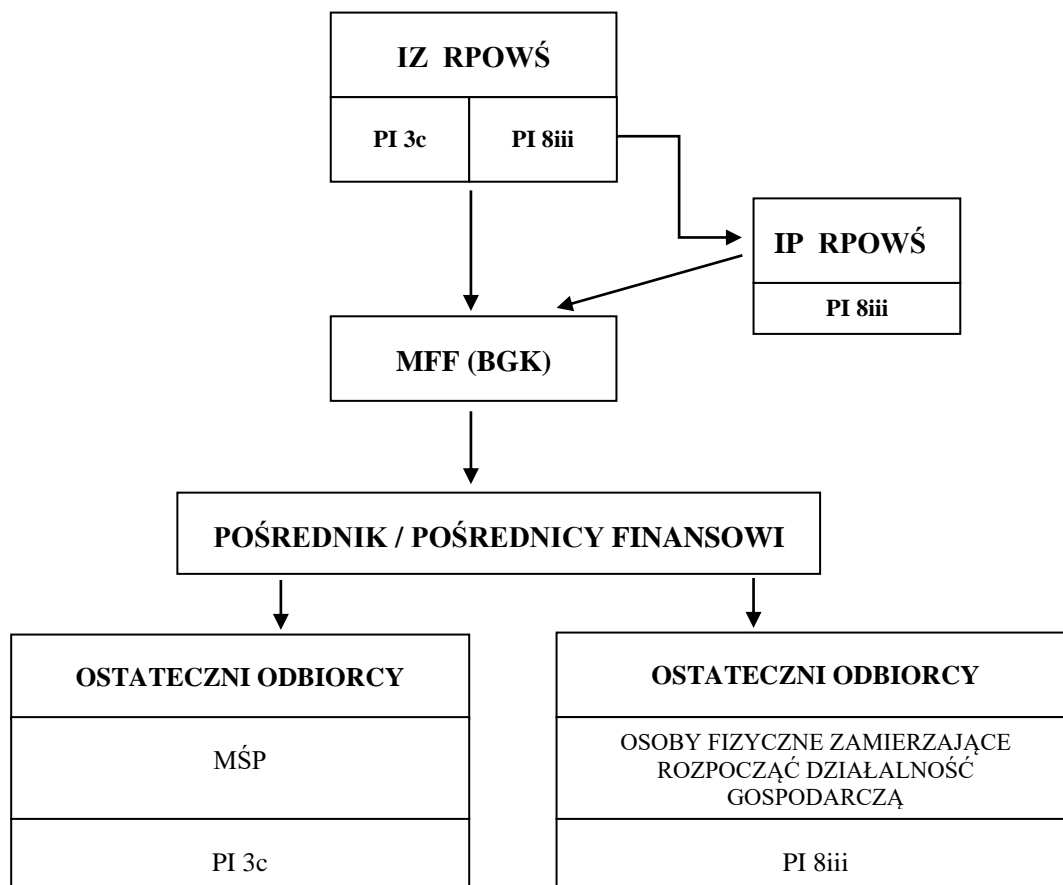 IZ RPOWŚ
PI 3c
PI 8iii
IP RPOWŚ
PI 8iii
MFF (BGK)
POŚREDNIK / POŚREDNICY FINANSOWI
OSTATECZNI ODBIORCY
MŚP
PI 3c
OSTATECZNI ODBIORCY
OSOBY FIZYCZNE ZAMIERZAJĄCE
ROZPOCZĄĆ DZIAŁALNOŚĆ
GOSPODARCZĄ
PI 8iii